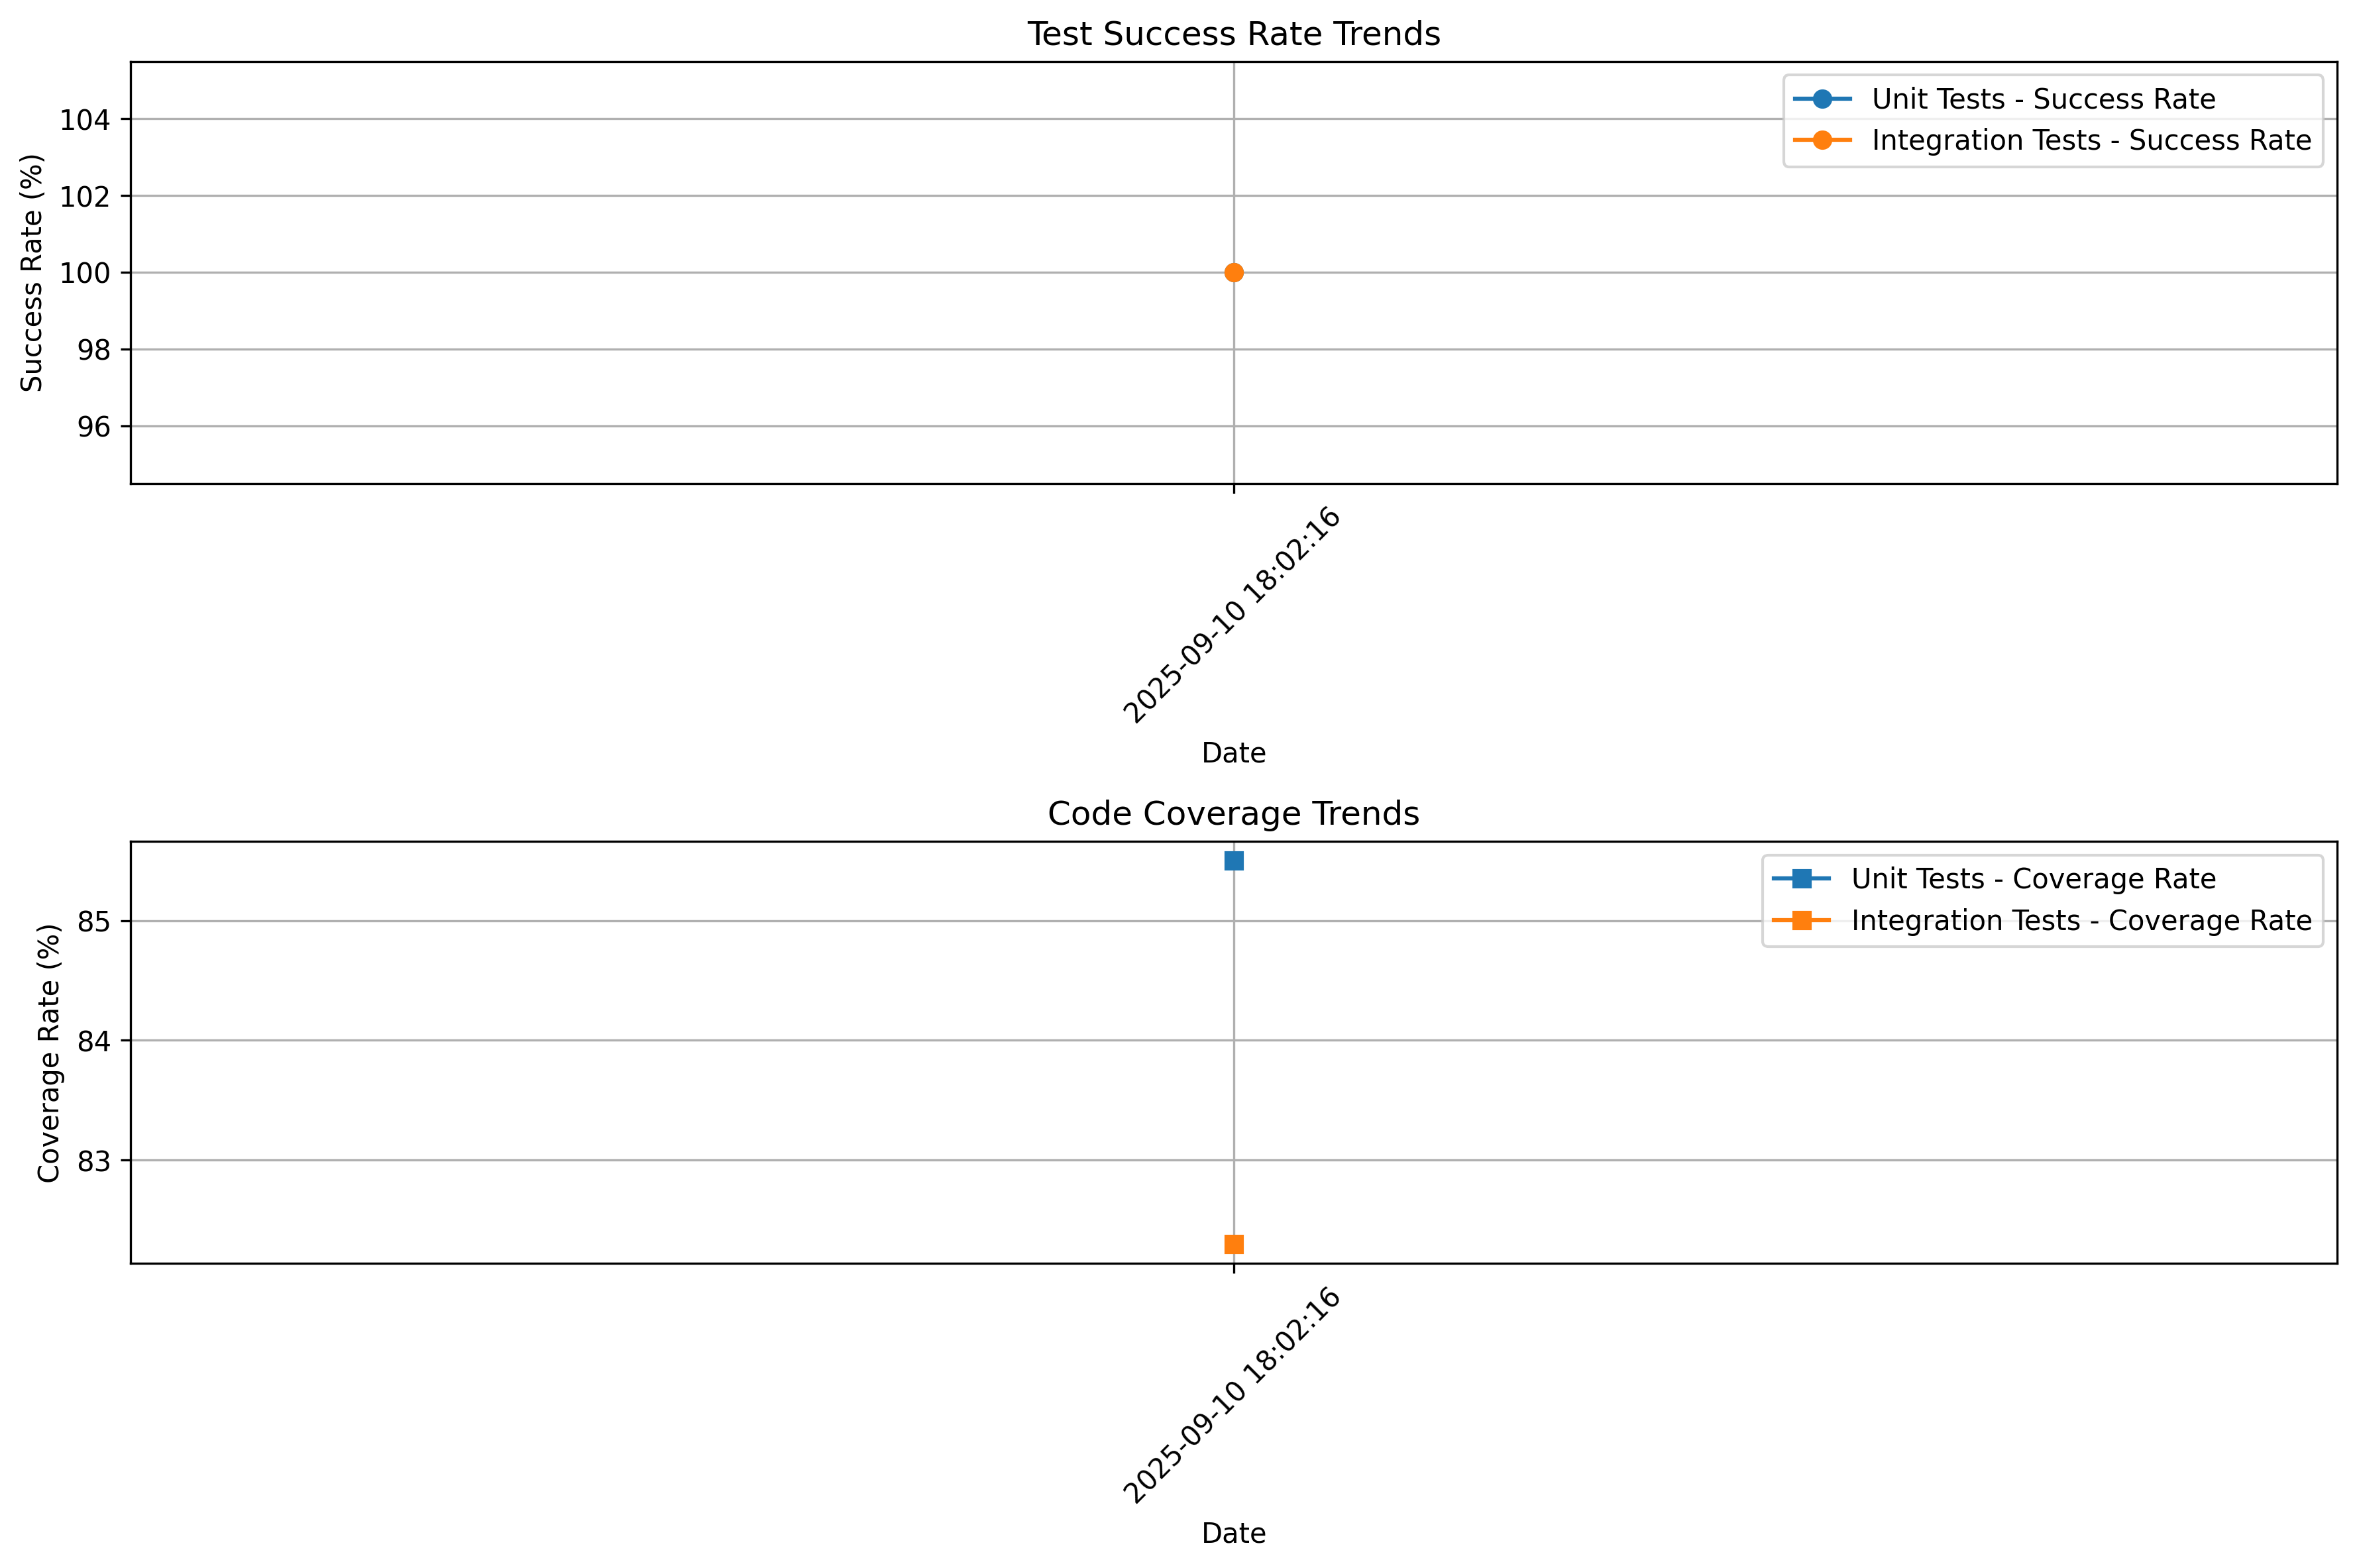 Test Success Rate Trends
Success Rate (%)
104
102
100
98
96
Unit Tests - Success Rate
Integration Tests - Success Rate
2025-09-10 18:02:16
Date
Code Coverage Trends
Coverage Rate (%)
85
84
83
Unit Tests - Coverage Rate
Integration Tests - Coverage Rate
2025-09-10 18:02:16
Date